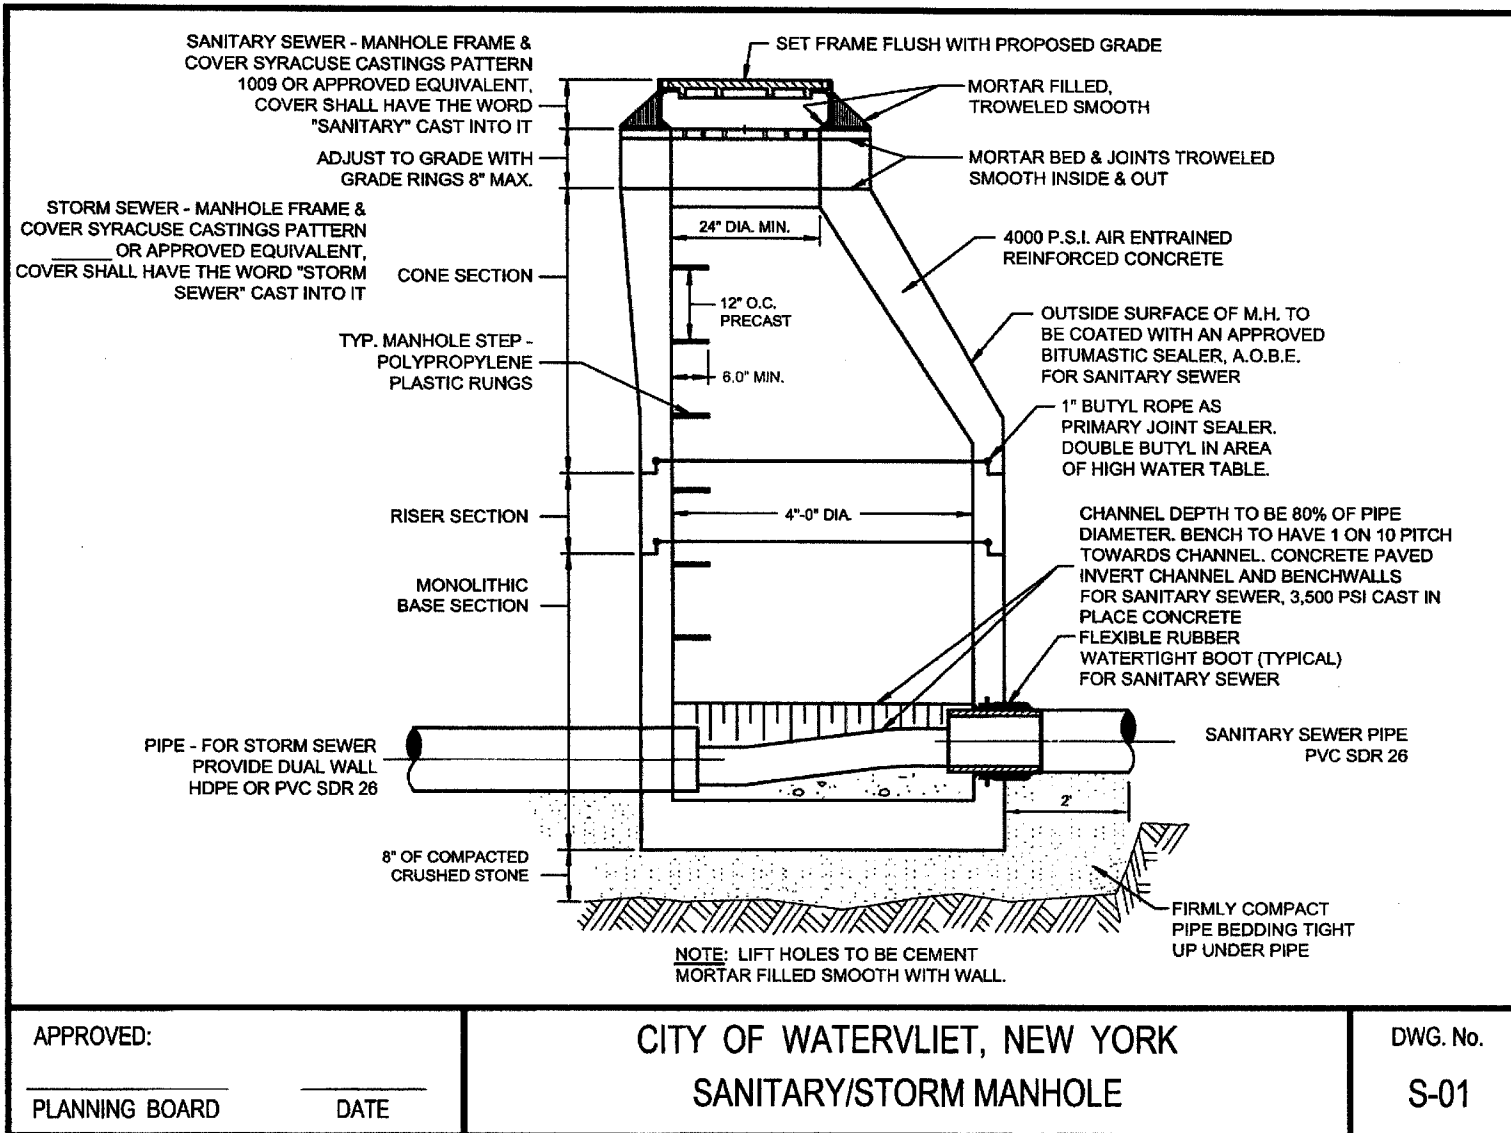 SANITARY SEWER - MANHOLE FRAME &
COVER SYRACUSE CASTINGS PATTERN
1009 OR APPROVED EQUIVALENT,
COVER SHALL HAVE THE WORD
"SANITARY" CAST INTO IT
ADJUST TO GRADE WITH
GRADE RINGS 8" MAX.
STORM SEWER - MANHOLE FRAME &
COVER SYRACUSE CASTINGS PATTERN
______ OR APPROVED EQUIVALENT,
COVER SHALL HAVE THE WORD "STORM
SEWER" CAST INTO IT
CONE SECTION
TYP. MANHOLE STEP -
POLYPROPYLENE
PLASTIC RUNGS
RISER SECTION
MONOLITHIC
BASE SECTION
PIPE - FOR STORM SEWER
PROVIDE DUAL WALL
HDPE OR PVC SDR 26
8" OF COMPACTED
CRUSHED STONE
24" DIA. MIN.
12" O.C.
PRECAST
6.0" MIN.
4"-0" DIA.
2'
SET FRAME FLUSH WITH PROPOSED GRADE
MORTAR FILLED,
TROWELED SMOOTH
MORTAR BED & JOINTS TROWELED
SMOOTH INSIDE & OUT
4000 P.S.I. AIR ENTRAINED
REINFORCED CONCRETE
OUTSIDE SURFACE OF M.H. TO
BE COATED WITH AN APPROVED
BITUMASTIC SEALER, A.O.B.E.
FOR SANITARY SEWER
1" BUTYL ROPE AS
PRIMARY JOINT SEALER.
DOUBLE BUTYL IN AREA
OF HIGH WATER TABLE.
CHANNEL DEPTH TO BE 80% OF PIPE
DIAMETER. BENCH TO HAVE 1 ON 10 PITCH
TOWARDS CHANNEL. CONCRETE PAVED
INVERT CHANNEL AND BENCHWALLS
FOR SANITARY SEWER, 3,500 PSI CAST IN
PLACE CONCRETE
FLEXIBLE RUBBER
WATERTIGHT BOOT (TYPICAL)
FOR SANITARY SEWER
SANITARY SEWER PIPE
PVC SDR 26
FIRMLY COMPACT
PIPE BEDDING TIGHT
UP UNDER PIPE
NOTE: LIFT HOLES TO BE CEMENT
MORTAR FILLED SMOOTH WITH WALL.
APPROVED:
PLANNING BOARD
DATE
CITY OF WATERVLIET, NEW YORK
SANITARY/STORM MANHOLE
DWG. No.
S-01